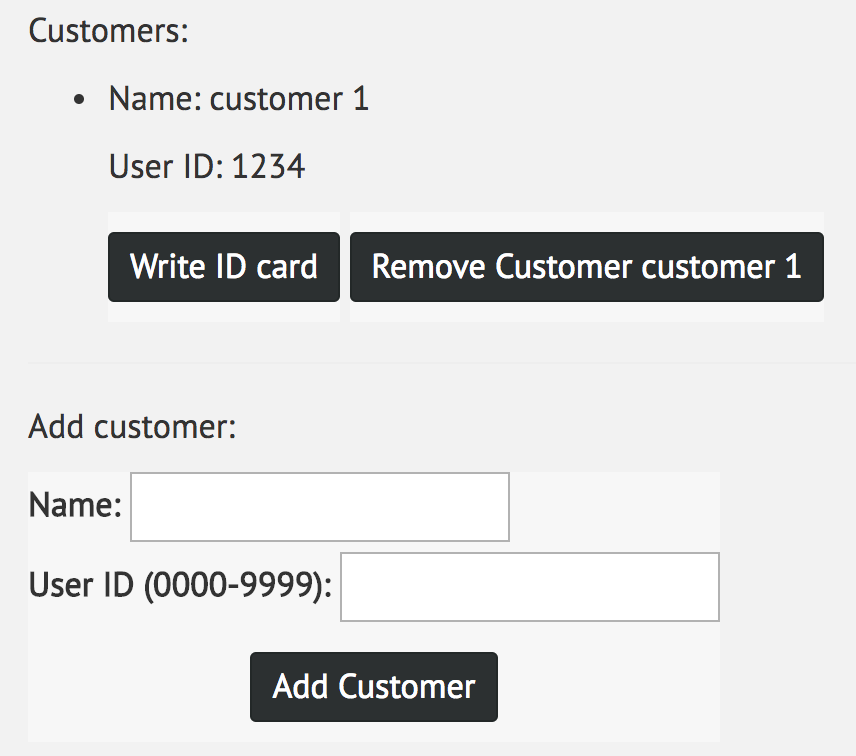 Customers:
Name: customer 1
User ID: 1234
Write ID card Remove Customer customer 1
Add customer:
Name:
User ID (0000-9999):
Add Customer